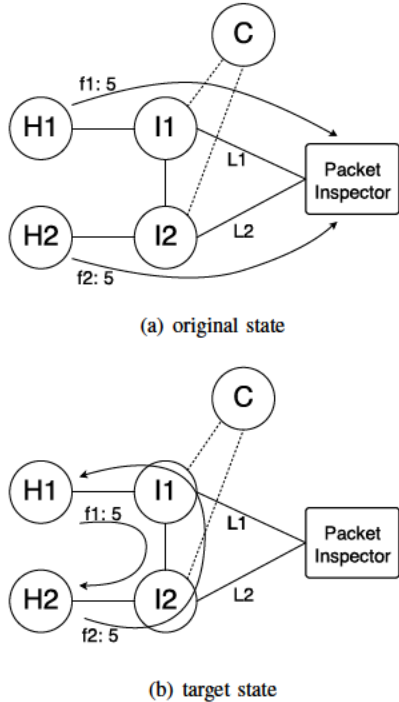 C
f1: 5
H1
I1
L1
Packet
Inspector
H2
I2
L2
f2: 5
(a) original state
C
H1
I1
f1: 5
L1
Packet
Inspector
H2
I2
L2
f2: 5
(b) target state